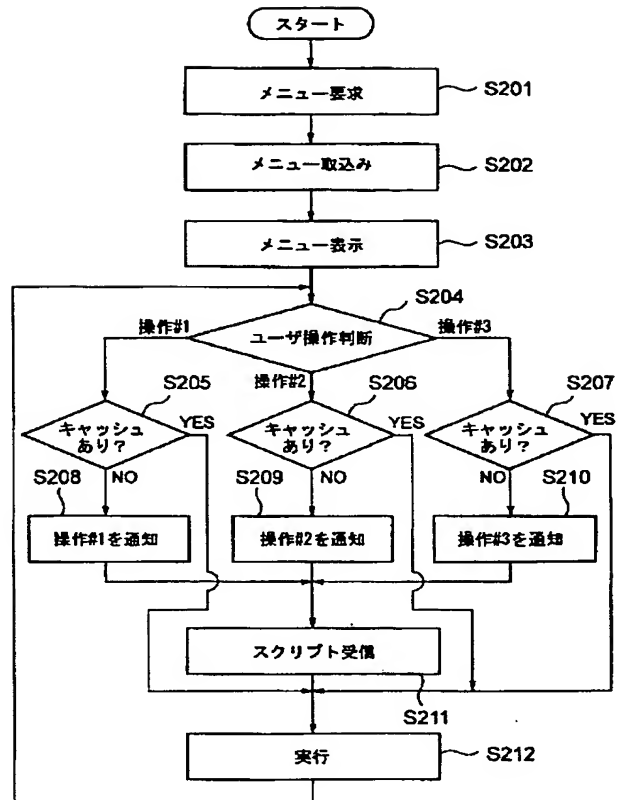 スタート
メニュー要求
S201
メニュー取込み
S202
メニュー表示
S203
S204
操作#1
ユーザ操作判断
操作#3
操作#2
S205
キャッシュ
あり?
YES
NO
S206
キャッシュ
あり?
YES
NO
S207
キャッシュ
あり?
YES
NO
S208
操作#1を通知
S209
操作#2を通知
S210
操作#3を通知
スクリプト受信
S211
実行
S212